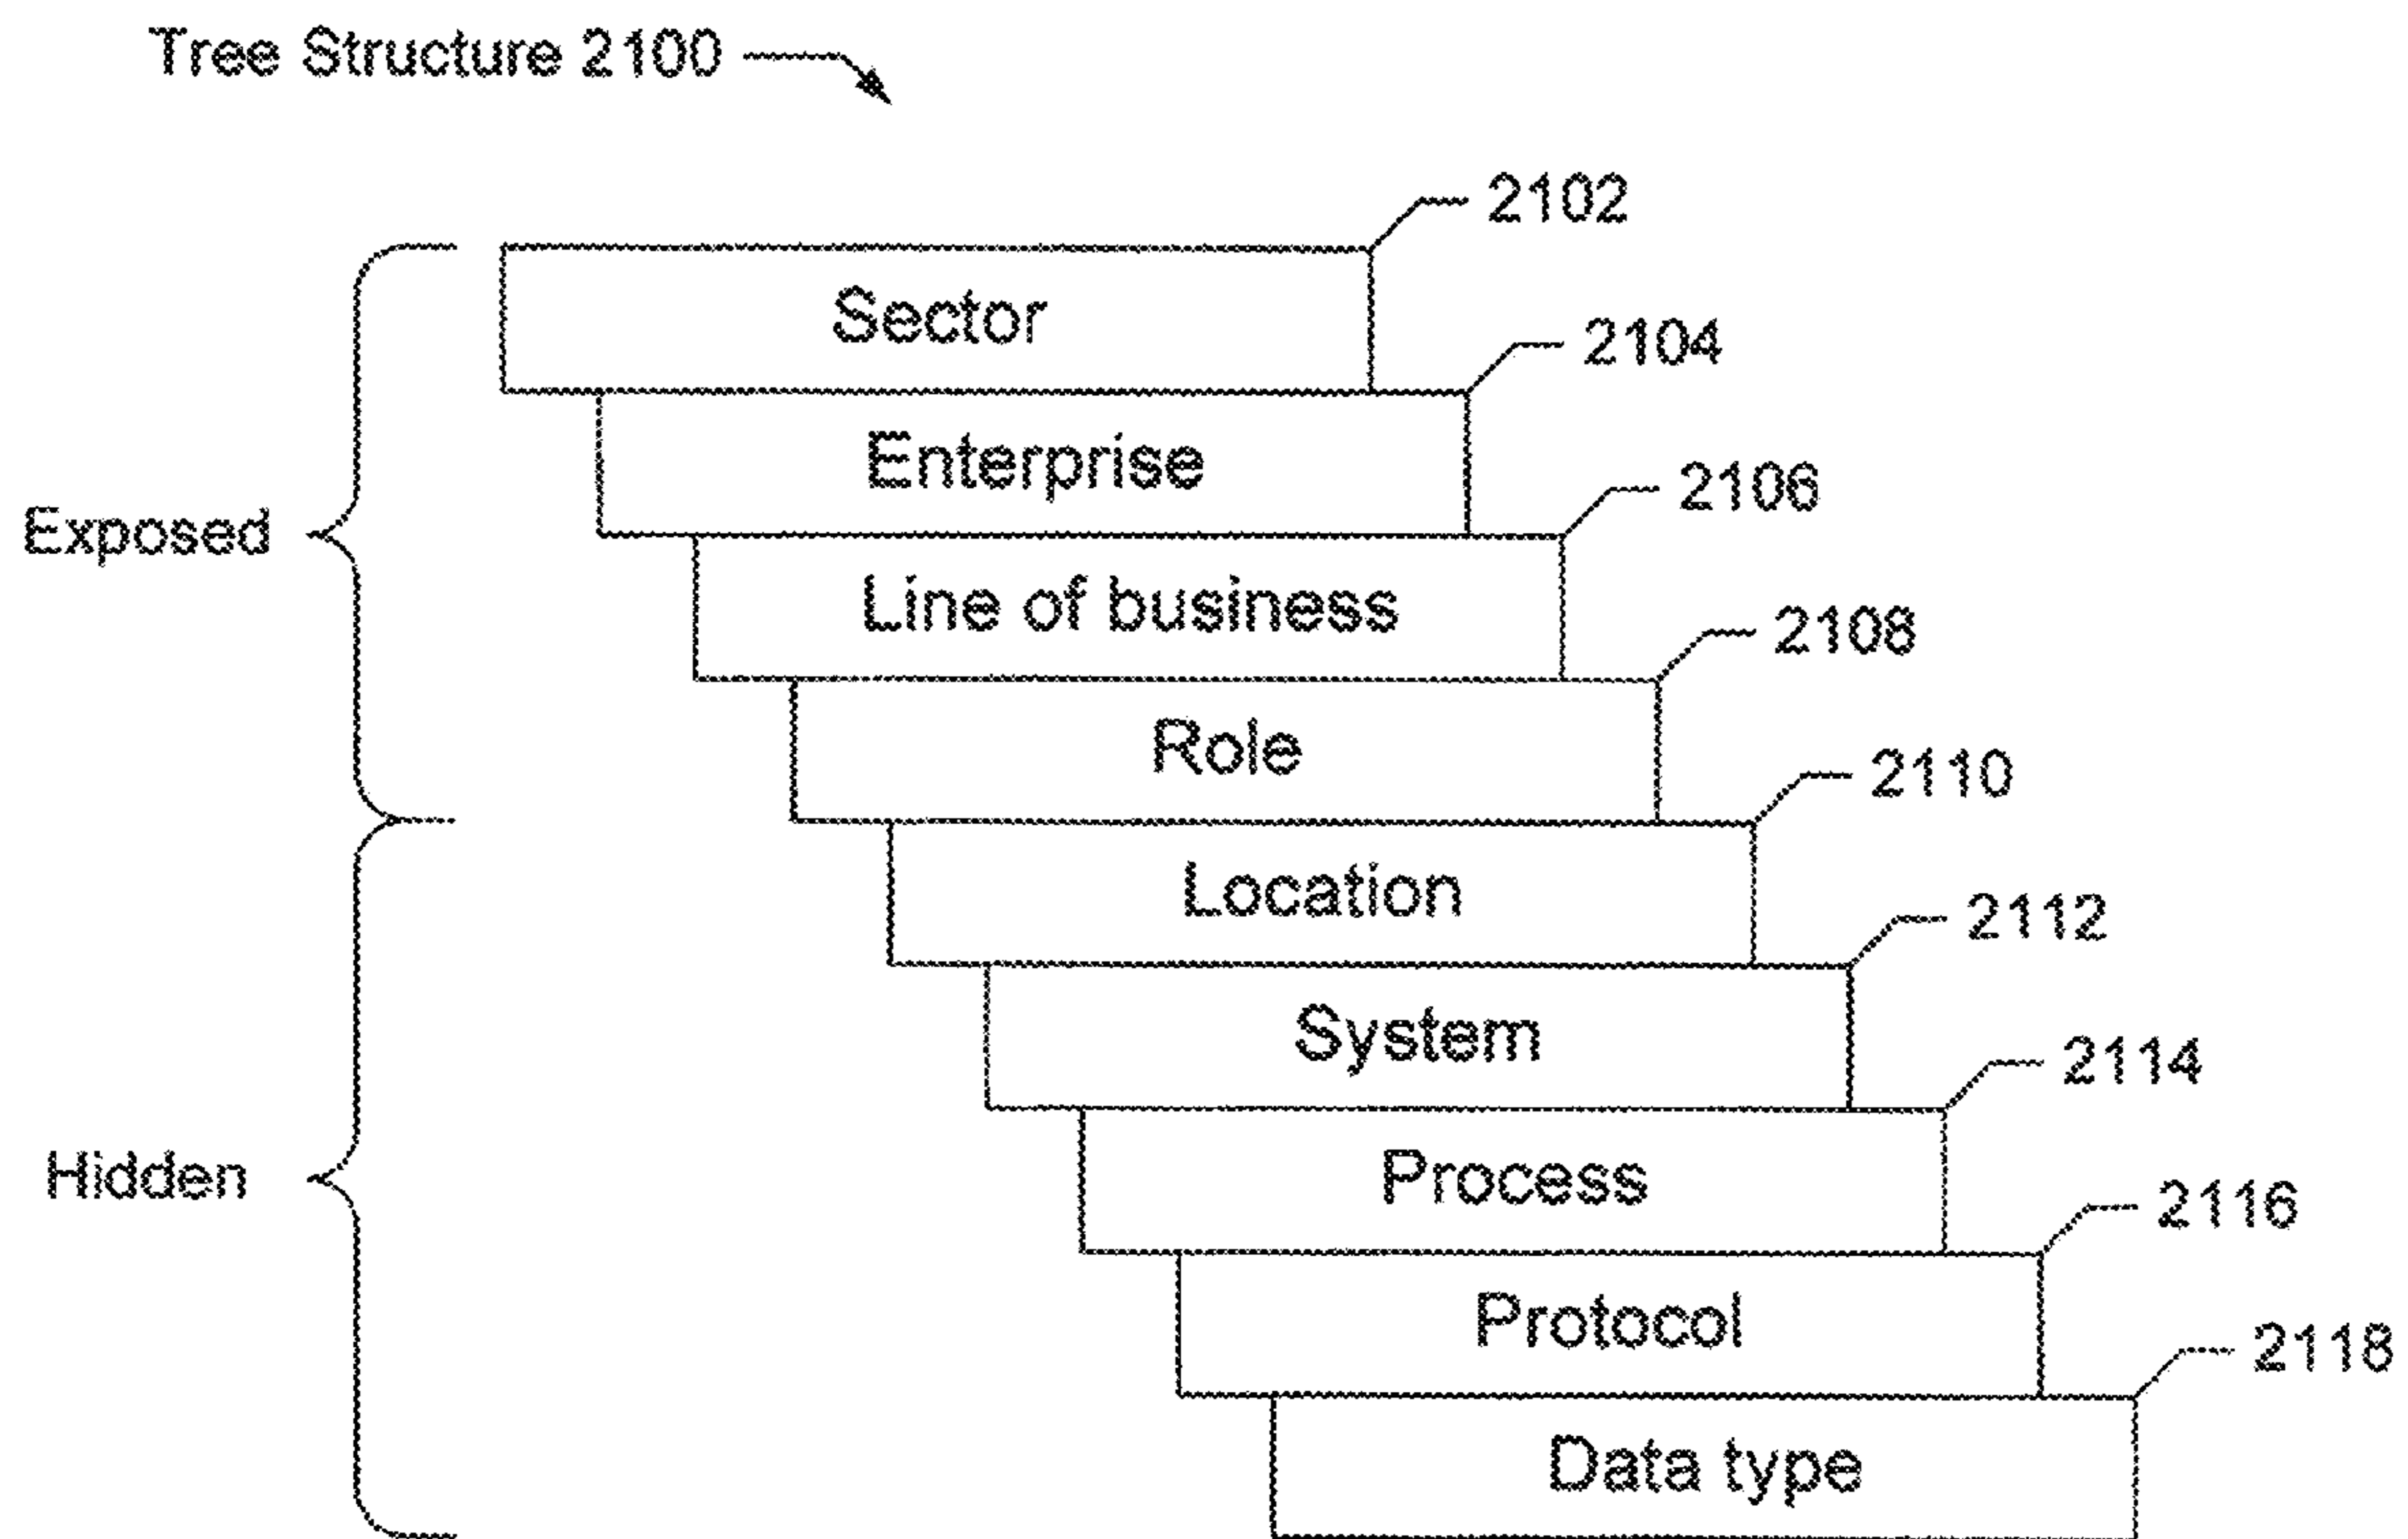 Tree Structure 2100
2102
Sector
2104
Enterprise
2106
Exposed
Line of business
2108
Role
2110
Location
2112
System
2114
Hidden
Process
2116
Protocol
2118
Data type